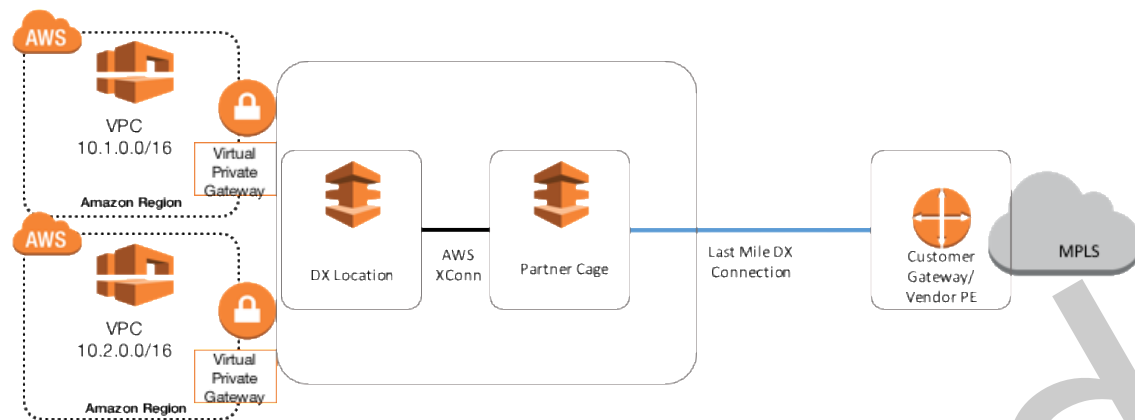 AWS
VPC
10.1.0.0/16
Virtual
Private
Gateway
Amazon Region
AWS
VPC
10.2.0.0/16
Virtual
Private
Gateway
Amazon Region
DX Location
AWS
XConn
Partner Cage
Last Mile DX
Connection
Customer
Gateway/
Vendor PE
MPLS